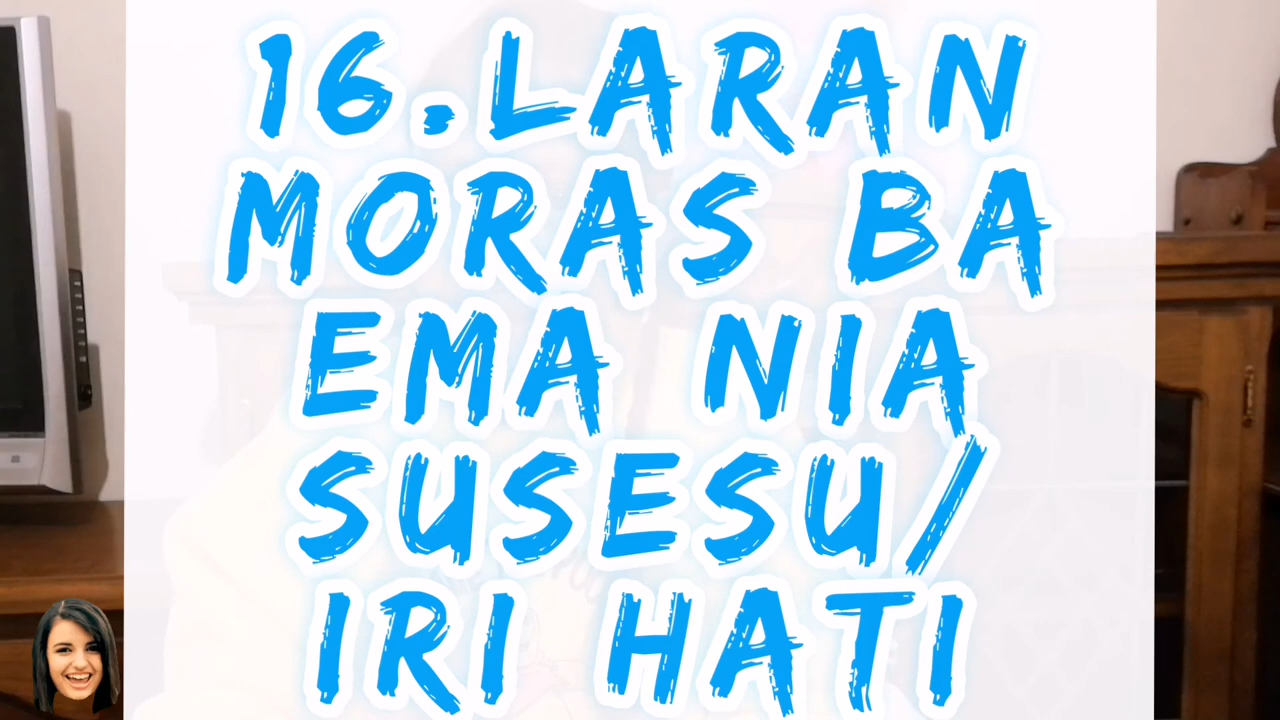 16.LARAN
MORAS BA
EMA NIA
SUSESU/
IRI HATI